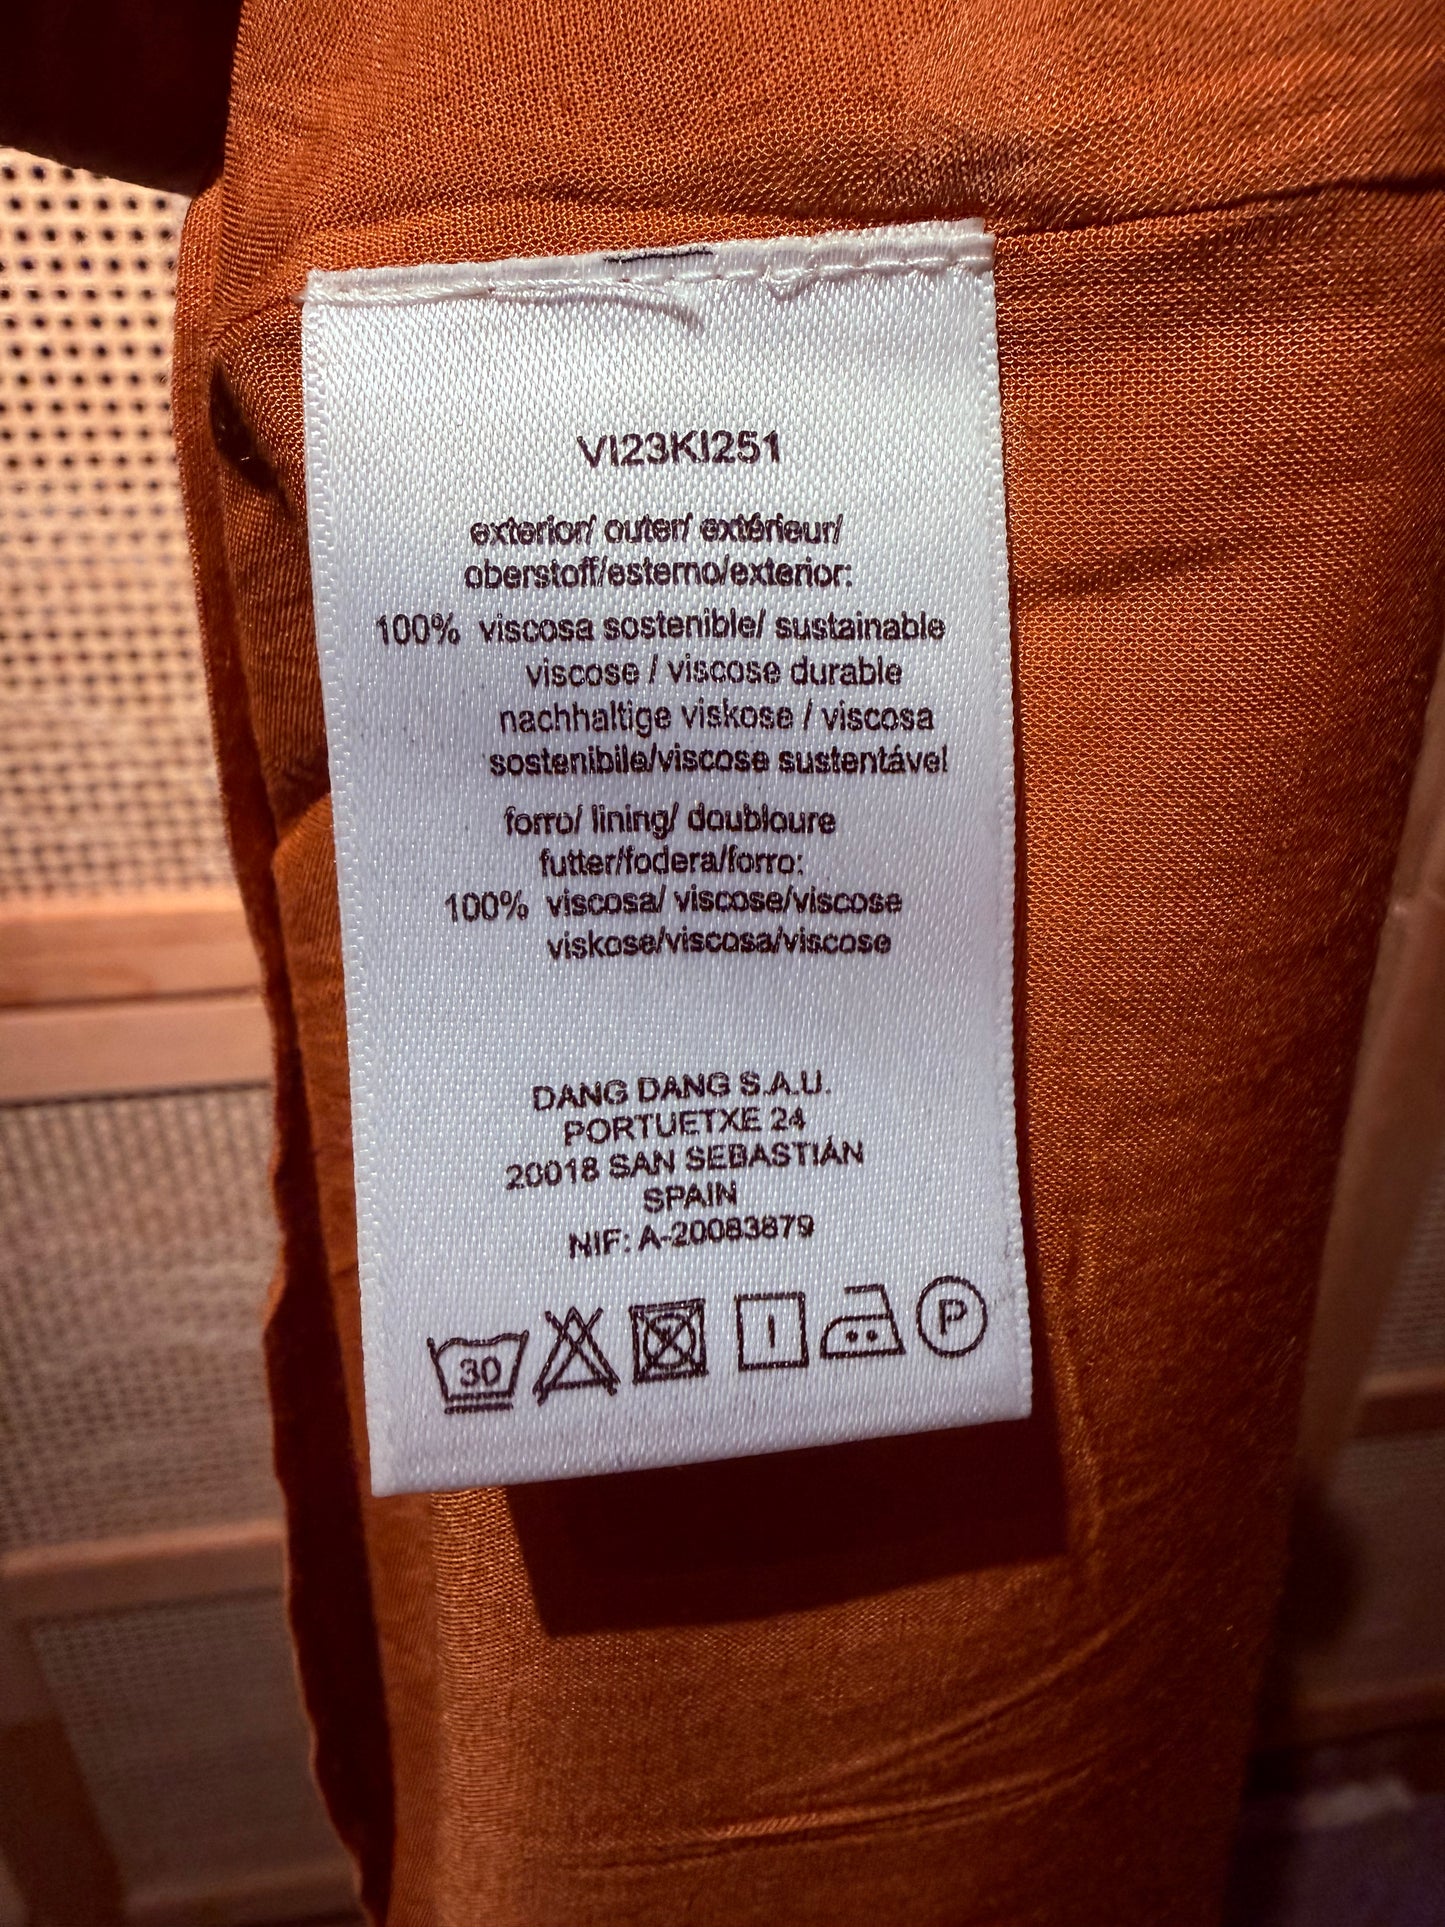 VI23KI251
exterior/ outer/ extérieur/
oberstoff/esterno/exterior:
100% viscosa sostenible/ sustainable
viscose / viscose durable
nachhaltige viskose / viscosa
sostenibile/viscose sustentável
forro/ lining/ doubloure
futter/fodera/forro:
100% viscosa/ viscose/viscose
viskose/viscosa/viscose
DANG DANG S.A.U.
PORTUETXE 24
20018 SAN SEBASTIÁN
SPAIN
NIF: A-20083879
30 P